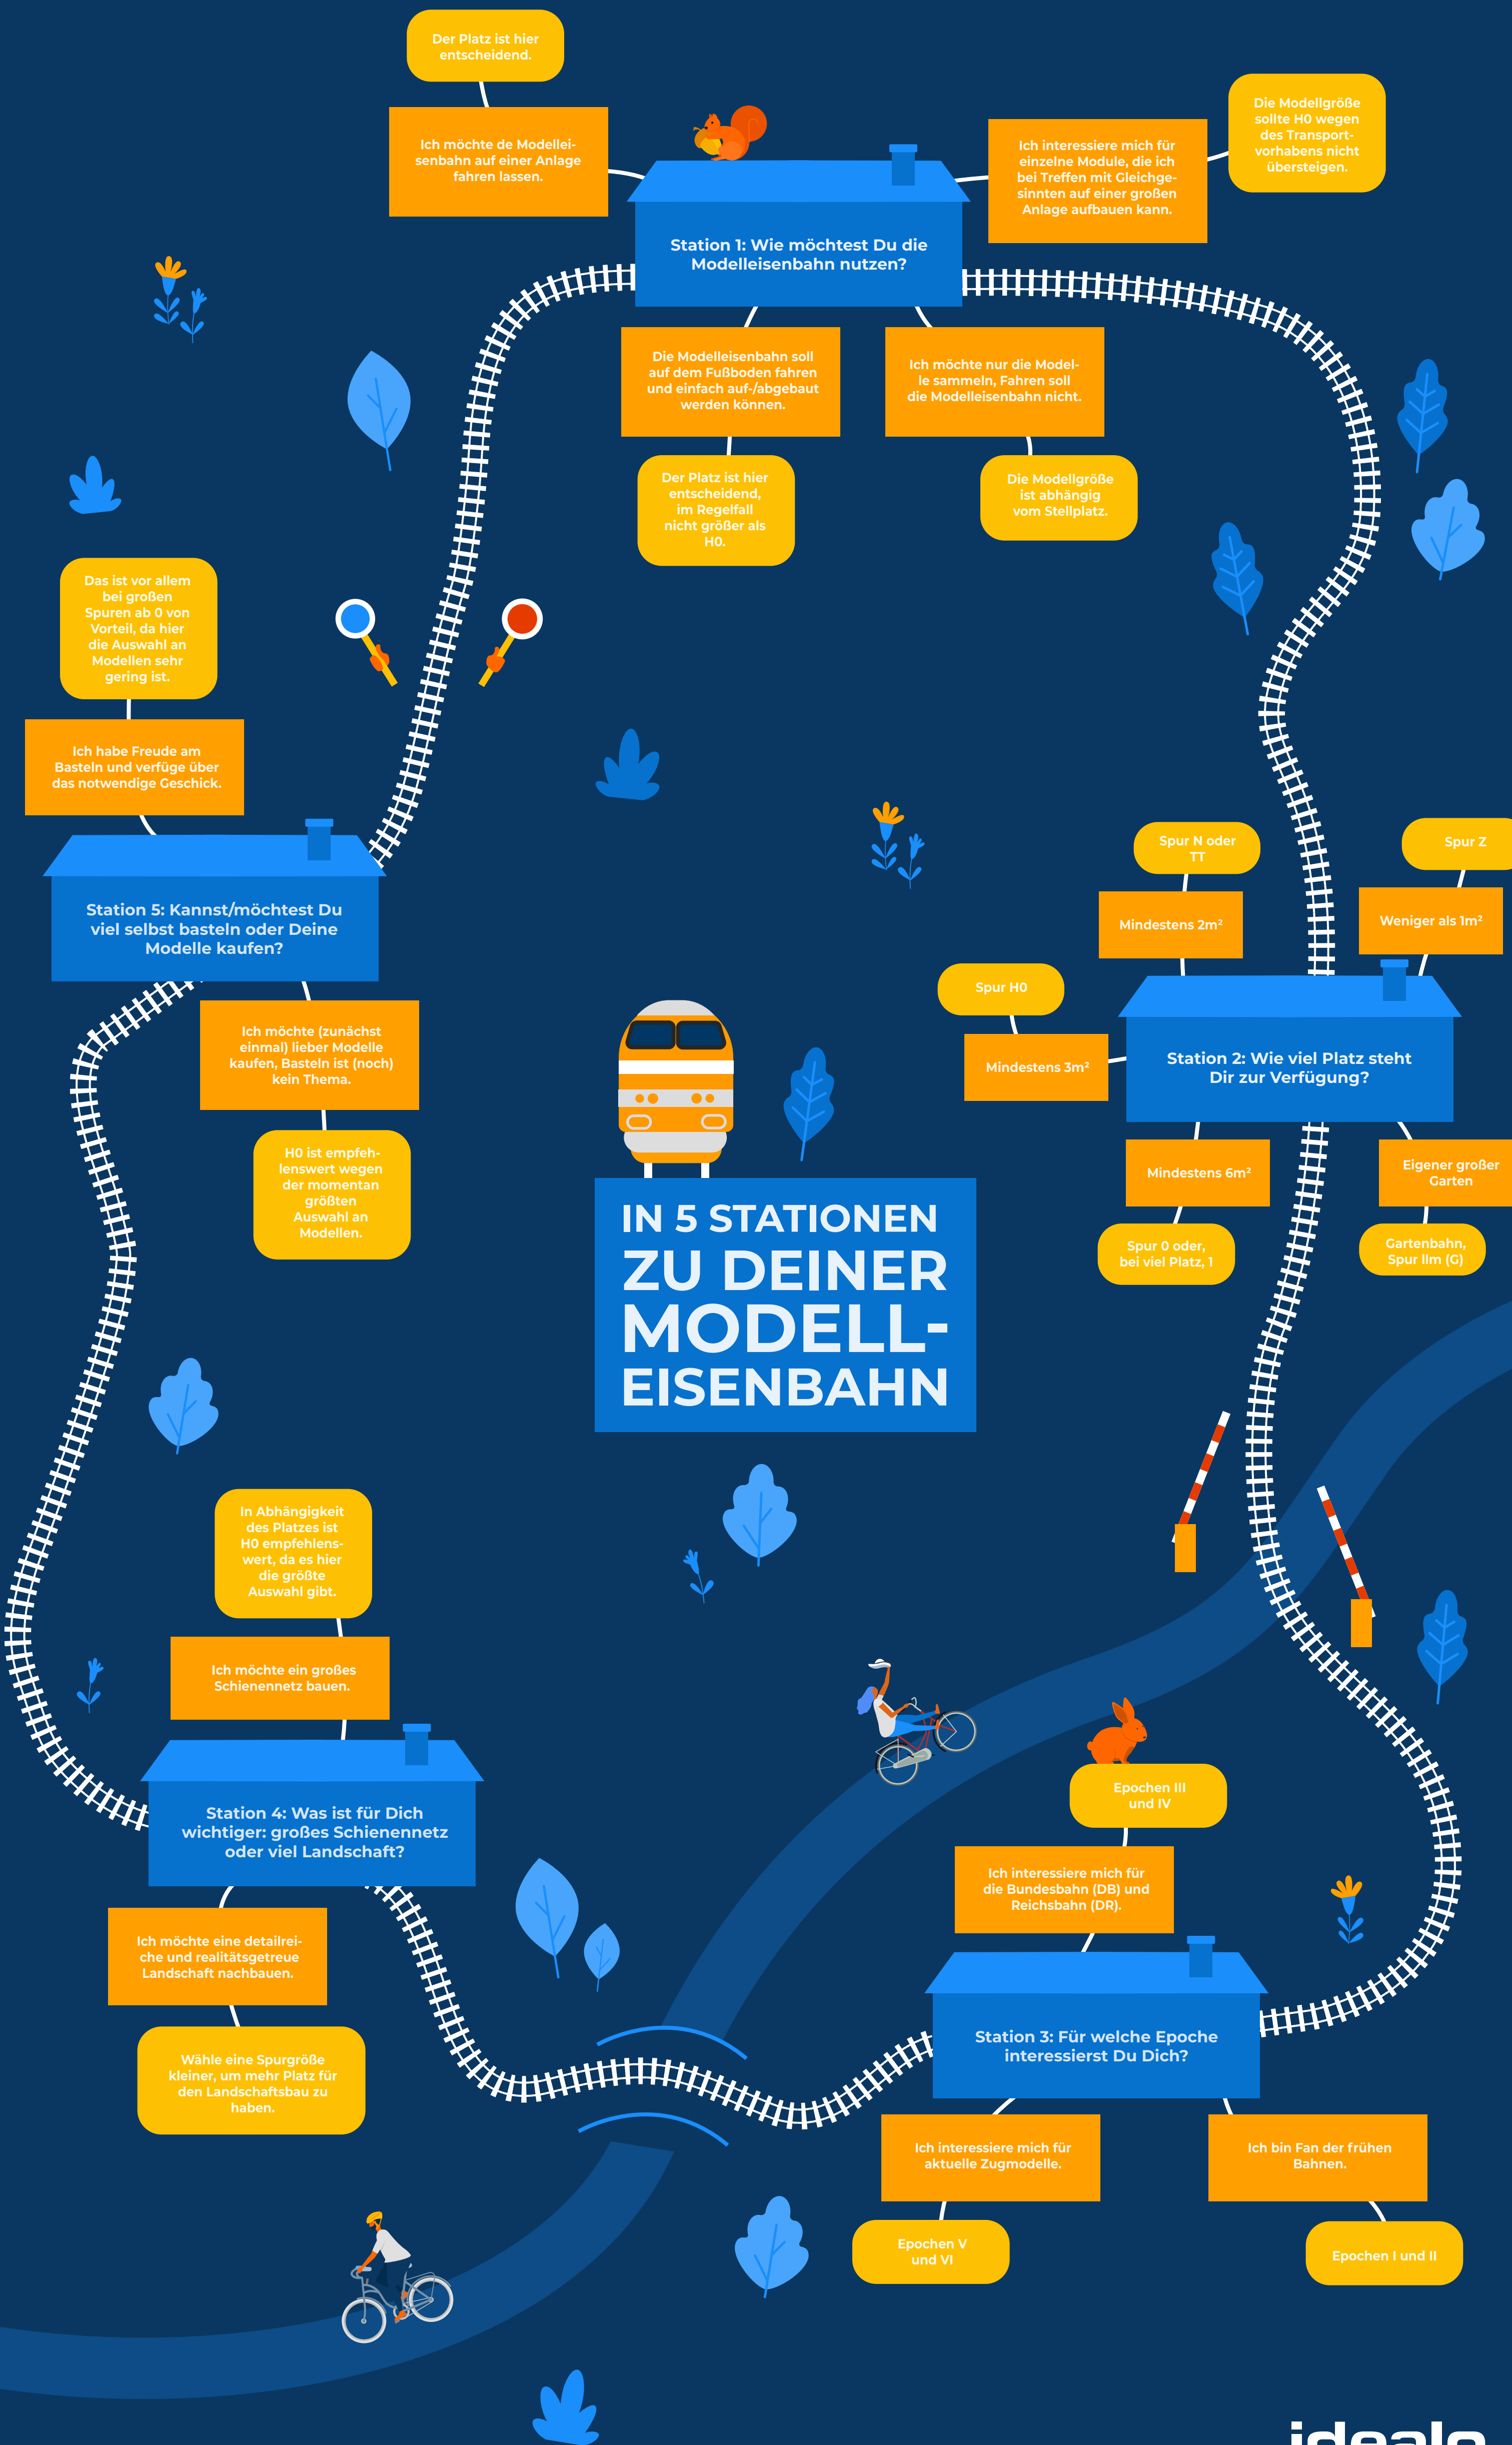 Der Platz ist hier
entscheidend.
Ich möchte de Modellei-
senbahn auf einer Anlage
fahren lassen.
Ich interessiere mich für
einzelne Module, die ich
bei Treffen mit Gleichge-
sinnten auf einer großen
Anlage aufbauen kann.
Die Modellgröße
sollte H0 wegen
des Transport-
vorhabens nicht
übersteigen.
Station 1: Wie möchtest Du die
Modelleisenbahn nutzen?
Die Modelleisenbahn soll
auf dem Fußboden fahren
und einfach auf-/abgebaut
werden können.
Der Platz ist hier
entscheidend,
im Regelfall
nicht größer als
H0.
Ich möchte nur die Model-
le sammeln, Fahren soll
die Modelleisenbahn nicht.
Die Modellgröße
ist abhängig
vom Stellplatz.
Das ist vor allem
bei großen
Spuren ab 0 von
Vorteil, da hier
die Auswahl an
Modellen sehr
gering ist.
Ich habe Freude am
Basteln und verfüge über
das notwendige Geschick.
Station 5: Kannst/möchtest Du
viel selbst basteln oder Deine
Modelle kaufen?
Ich möchte (zunächst
einmal) lieber Modelle
kaufen, Basteln ist (noch)
kein Thema.
H0 ist empfeh-
lenswert wegen
der momentan
größten
Auswahl an
Modellen.
Spur N oder
TT
Mindestens 2m²
Spur Z
Weniger als 1m²
Spur H0
Mindestens 3m²
Station 2: Wie viel Platz steht
Dir zur Verfügung?
Mindestens 6m²
Spur 0 oder,
bei viel Platz, 1
Eigener großer
Garten
Gartenbahn,
Spur IIm (G)
IN 5 STATIONEN
ZU DEINER
MODELL-
EISENBAHN
In Abhängigkeit
des Platzes ist
H0 empfehlens-
wert, da es hier
die größte
Auswahl gibt.
Ich möchte ein großes
Schienennetz bauen.
Station 4: Was ist für Dich
wichtiger: großes Schienennetz
oder viel Landschaft?
Ich möchte eine detailrei-
che und realitätsgetreue
Landschaft nachbauen.
Wähle eine Spurgröße
kleiner, um mehr Platz für
den Landschaftsbau zu
haben.
Epochen III
und IV
Ich interessiere mich für
die Bundesbahn (DB) und
Reichsbahn (DR).
Station 3: Für welche Epoche
interessierst Du Dich?
Ich interessiere mich für
aktuelle Zugmodelle.
Epochen V
und VI
Ich bin Fan der frühen
Bahnen.
Epochen I und II
idealo